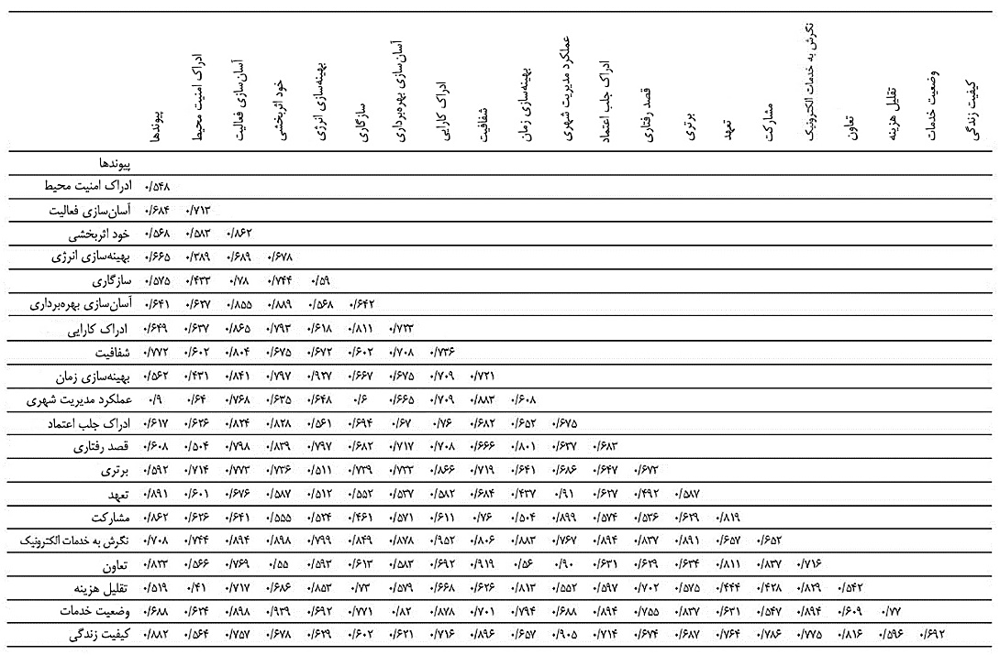 پیوندها
ادراک امنیت محیط
آسان‌سازی فعالیت
خود اثربخشی
بهینه‌سازی انرژی
سازگاری
آسان‌سازی بهره‌برداری
ادراک کارایی
شفافیت
بهینه‌سازی زمان
عملکرد مدیریت شهری
ادراک جلب اعتماد
قصد رفتاری
برتری
تعهد
مشارکت
نگرش به خدمات الکترونیک
تعاون
تقلیل هزینه
وضعیت خدمات
کیفیت زندگی
پیوندها
ادراک امنیت محیط ۰/۵۴۸
آسان‌سازی فعالیت ۰/۶۸۴ ۰/۷۱۳
خود اثربخشی ۰/۵۶۸ ۰/۵۸۳ ۰/۸۶۲
بهینه‌سازی انرژی ۰/۶۶۵ ۰/۳۸۹ ۰/۶۸۹ ۰/۶۷۸
سازگاری ۰/۵۷۵ ۰/۴۳۳ ۰/۷۸ ۰/۷۴۴ ۰/۵۹
آسان‌سازی بهره‌برداری ۰/۶۴۱ ۰/۶۲۷ ۰/۸۵۵ ۰/۸۸۹ ۰/۵۶۸ ۰/۶۴۲
ادراک کارایی ۰/۶۴۹ ۰/۶۳۷ ۰/۸۶۵ ۰/۷۹۳ ۰/۶۱۸ ۰/۸۱۱ ۰/۷۲۳
شفافیت ۰/۷۷۲ ۰/۶۰۲ ۰/۸۰۴ ۰/۶۷۵ ۰/۶۷۲ ۰/۶۰۲ ۰/۷۰۸ ۰/۷۳۶
بهینه‌سازی زمان ۰/۵۶۲ ۰/۴۳۱ ۰/۸۴۱ ۰/۷۹۷ ۰/۹۲۷ ۰/۶۶۷ ۰/۶۷۵ ۰/۷۰۹ ۰/۷۲۱
عملکرد مدیریت شهری ۰/۹ ۰/۶۴ ۰/۷۶۸ ۰/۶۳۵ ۰/۶۴۸ ۰/۶ ۰/۶۶۵ ۰/۷۰۹ ۰/۸۸۳ ۰/۶۰۸
ادراک جلب اعتماد ۰/۶۱۷ ۰/۶۲۶ ۰/۸۲۴ ۰/۸۲۸ ۰/۵۶۱ ۰/۶۹۴ ۰/۶۷ ۰/۷۶ ۰/۶۸۲ ۰/۶۵۲ ۰/۶۷۵
قصد رفتاری ۰/۶۰۸ ۰/۵۰۴ ۰/۷۹۸ ۰/۸۳۹ ۰/۷۹۷ ۰/۶۸۲ ۰/۷۱۷ ۰/۷۰۸ ۰/۶۶۶ ۰/۸۰۱ ۰/۶۳۷ ۰/۶۸۳
برتری ۰/۵۹۲ ۰/۷۱۴ ۰/۷۷۳ ۰/۷۳۶ ۰/۵۱۱ ۰/۷۳۹ ۰/۷۳۳ ۰/۸۶۶ ۰/۷۱۹ ۰/۶۴۱ ۰/۶۸۶ ۰/۶۴۷ ۰/۶۷۲
تعهد ۰/۸۹۱ ۰/۶۰۱ ۰/۶۷۶ ۰/۵۸۷ ۰/۵۱۲ ۰/۵۵۲ ۰/۵۳۷ ۰/۵۸۲ ۰/۶۸۴ ۰/۴۳۷ ۰/۹۱ ۰/۶۲۷ ۰/۴۹۲ ۰/۵۸۷
مشارکت ۰/۸۶۲ ۰/۶۲۶ ۰/۶۴۱ ۰/۵۵۵ ۰/۵۲۴ ۰/۴۶۱ ۰/۵۷۱ ۰/۶۱۱ ۰/۷۶ ۰/۵۰۴ ۰/۸۹۹ ۰/۵۷۴ ۰/۵۳۶ ۰/۶۲۹ ۰/۸۱۹
نگرش به خدمات الکترونیک ۰/۷۰۸ ۰/۷۴۴ ۰/۸۹۴ ۰/۸۹۸ ۰/۷۹۹ ۰/۸۴۹ ۰/۸۷۸ ۰/۹۵۲ ۰/۸۰۶ ۰/۸۸۳ ۰/۷۶۷ ۰/۸۹۴ ۰/۸۳۷ ۰/۸۹۱ ۰/۶۵۷ ۰/۶۵۲
تعاون ۰/۸۳۳ ۰/۵۶۶ ۰/۷۶۹ ۰/۵۵ ۰/۵۹۳ ۰/۶۱۳ ۰/۵۸۳ ۰/۶۹۲ ۰/۹۱۹ ۰/۵۶ ۰/۹۰ ۰/۶۳۱ ۰/۶۳۹ ۰/۶۳۴ ۰/۸۱۱ ۰/۸۳۷ ۰/۷۱۶
تقلیل هزینه ۰/۵۱۹ ۰/۴۱ ۰/۷۱۷ ۰/۶۸۶ ۰/۸۵۳ ۰/۷۳ ۰/۵۷۹ ۰/۶۶۸ ۰/۶۲۶ ۰/۸۱۳ ۰/۵۵۲ ۰/۵۹۷ ۰/۷۰۲ ۰/۵۷۵ ۰/۴۴۴ ۰/۴۲۸ ۰/۸۲۹ ۰/۵۴۲
وضعیت خدمات ۰/۶۸۸ ۰/۶۲۴ ۰/۸۹۸ ۰/۹۳۹ ۰/۶۹۲ ۰/۷۷۱ ۰/۸۲ ۰/۸۷۸ ۰/۷۰۱ ۰/۷۹۴ ۰/۶۸۸ ۰/۸۹۴ ۰/۷۵۵ ۰/۸۳۷ ۰/۶۳۱ ۰/۵۴۷ ۰/۸۹۴ ۰/۶۰۹ ۰/۷۷
کیفیت زندگی ۰/۸۸۲ ۰/۵۶۴ ۰/۷۵۷ ۰/۶۷۸ ۰/۶۲۹ ۰/۶۰۲ ۰/۶۲۱ ۰/۷۱۶ ۰/۸۹۶ ۰/۶۵۷ ۰/۹۰۵ ۰/۷۱۴ ۰/۶۷۴ ۰/۶۸۷ ۰/۷۶۴ ۰/۷۸۶ ۰/۷۷۵ ۰/۸۱۶ ۰/۵۹۶ ۰/۶۹۲